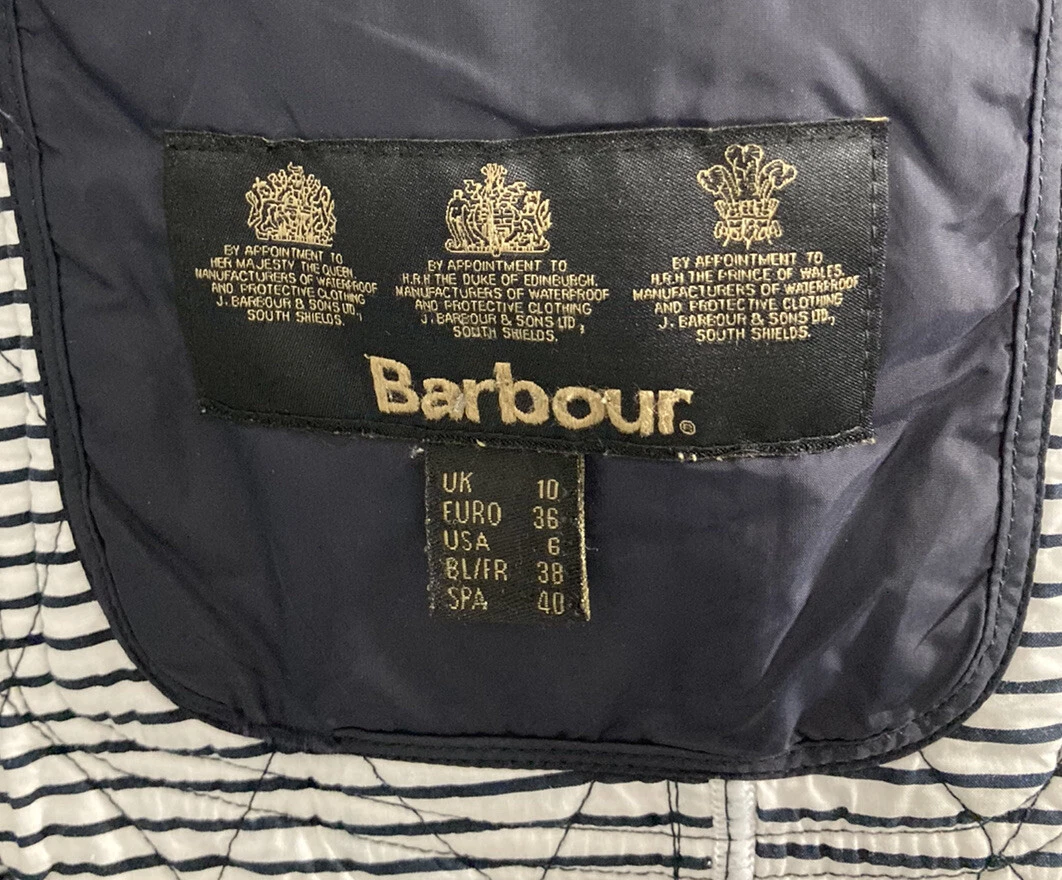 BY APPOINTMENT TO
HER MAJESTY THE QUEEN.
MANUFACTURERS OF WATERPROOF
AND PROTECTIVE CLOTHING
J. BARBOUR & SONS LTD.,
SOUTH SHIELDS.
BY APPOINTMENT TO
H.R.H. THE DUKE OF EDINBURGH.
MANUFACTURERS OF WATERPROOF
AND PROTECTIVE CLOTHING
J. BARBOUR & SONS LTD.,
SOUTH SHIELDS.
BY APPOINTMENT TO
H.R.H. THE PRINCE OF WALES.
MANUFACTURERS OF WATERPROOF
AND PROTECTIVE CLOTHING
J. BARBOUR & SONS LTD.,
SOUTH SHIELDS.
Barbour®
UK 10
EURO 36
USA 6
BL/FR 38
SPA 40